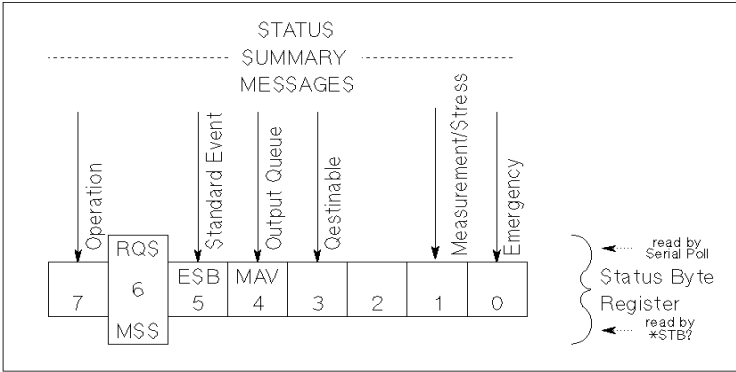 STATUS
SUMMARY
MESSAGES
Operation
Standard Event
Output Queue
Qestinable
Measurement/Stress
Emergency
RQS
ESB
MAV
7
6
5
4
3
2
1
0
MSS
read by
Serial Poll
Status Byte
Register
read by
*STB?